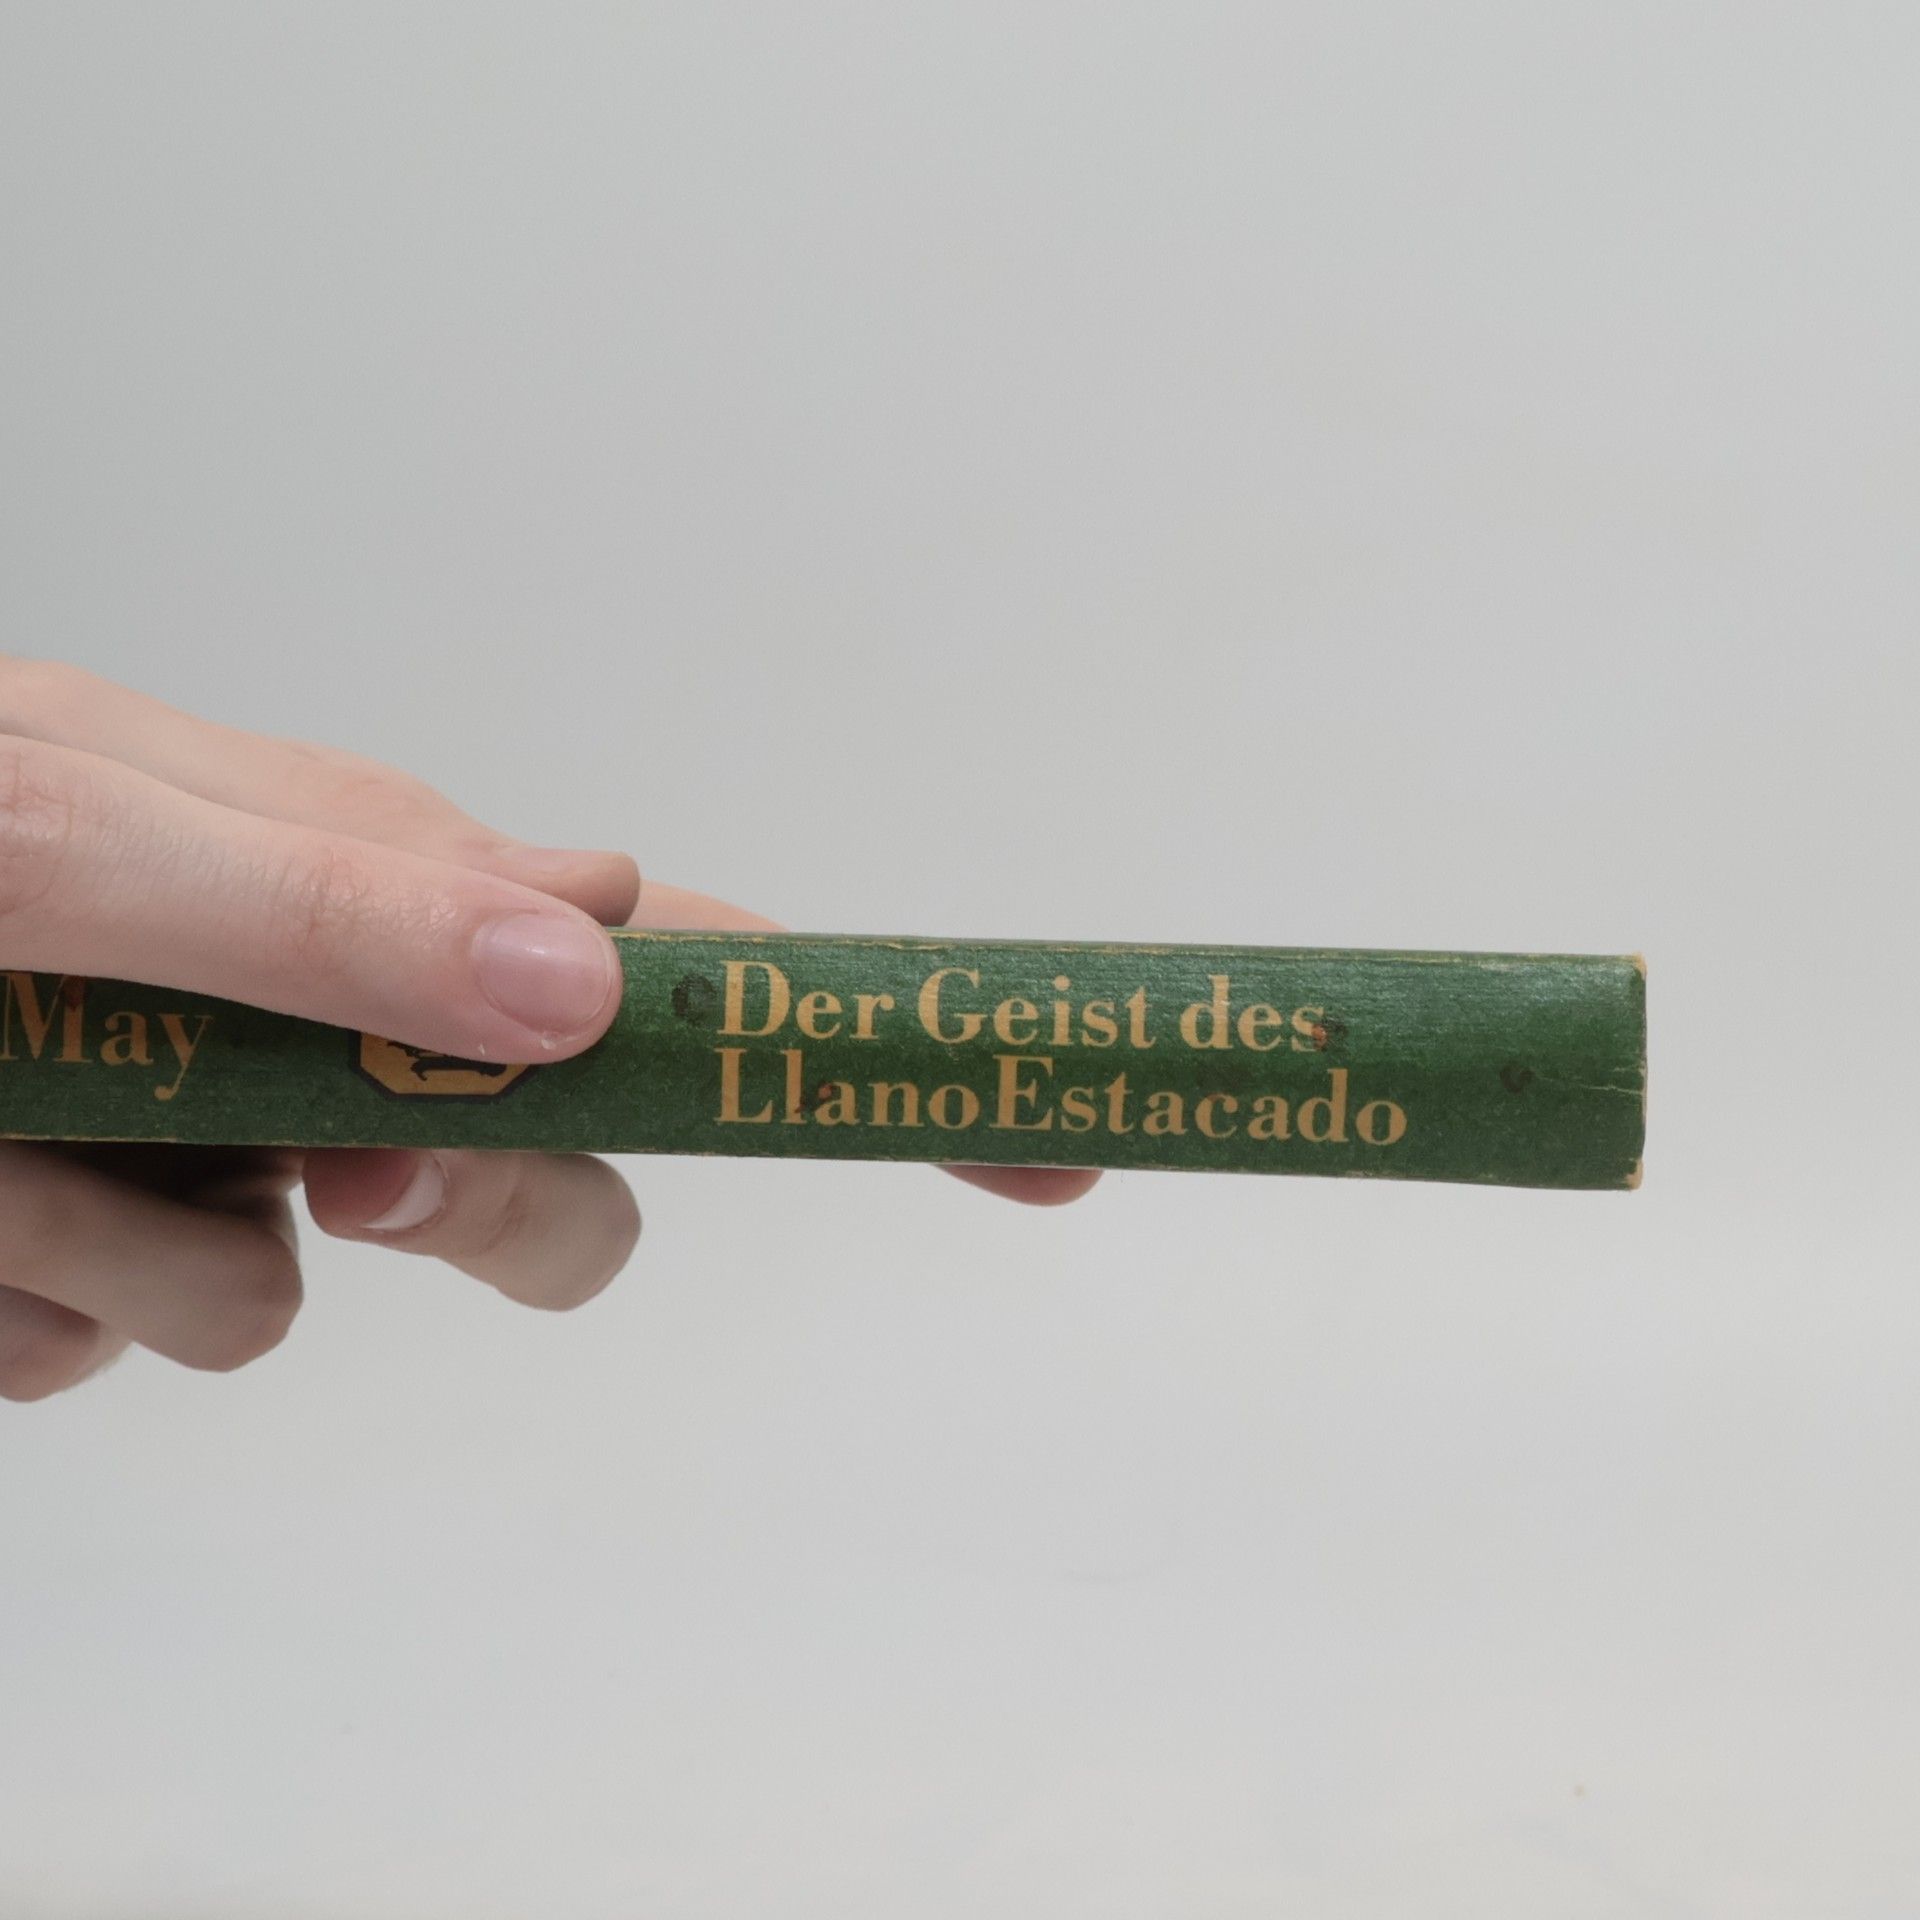 May
Der Geist des
Llano Estacado